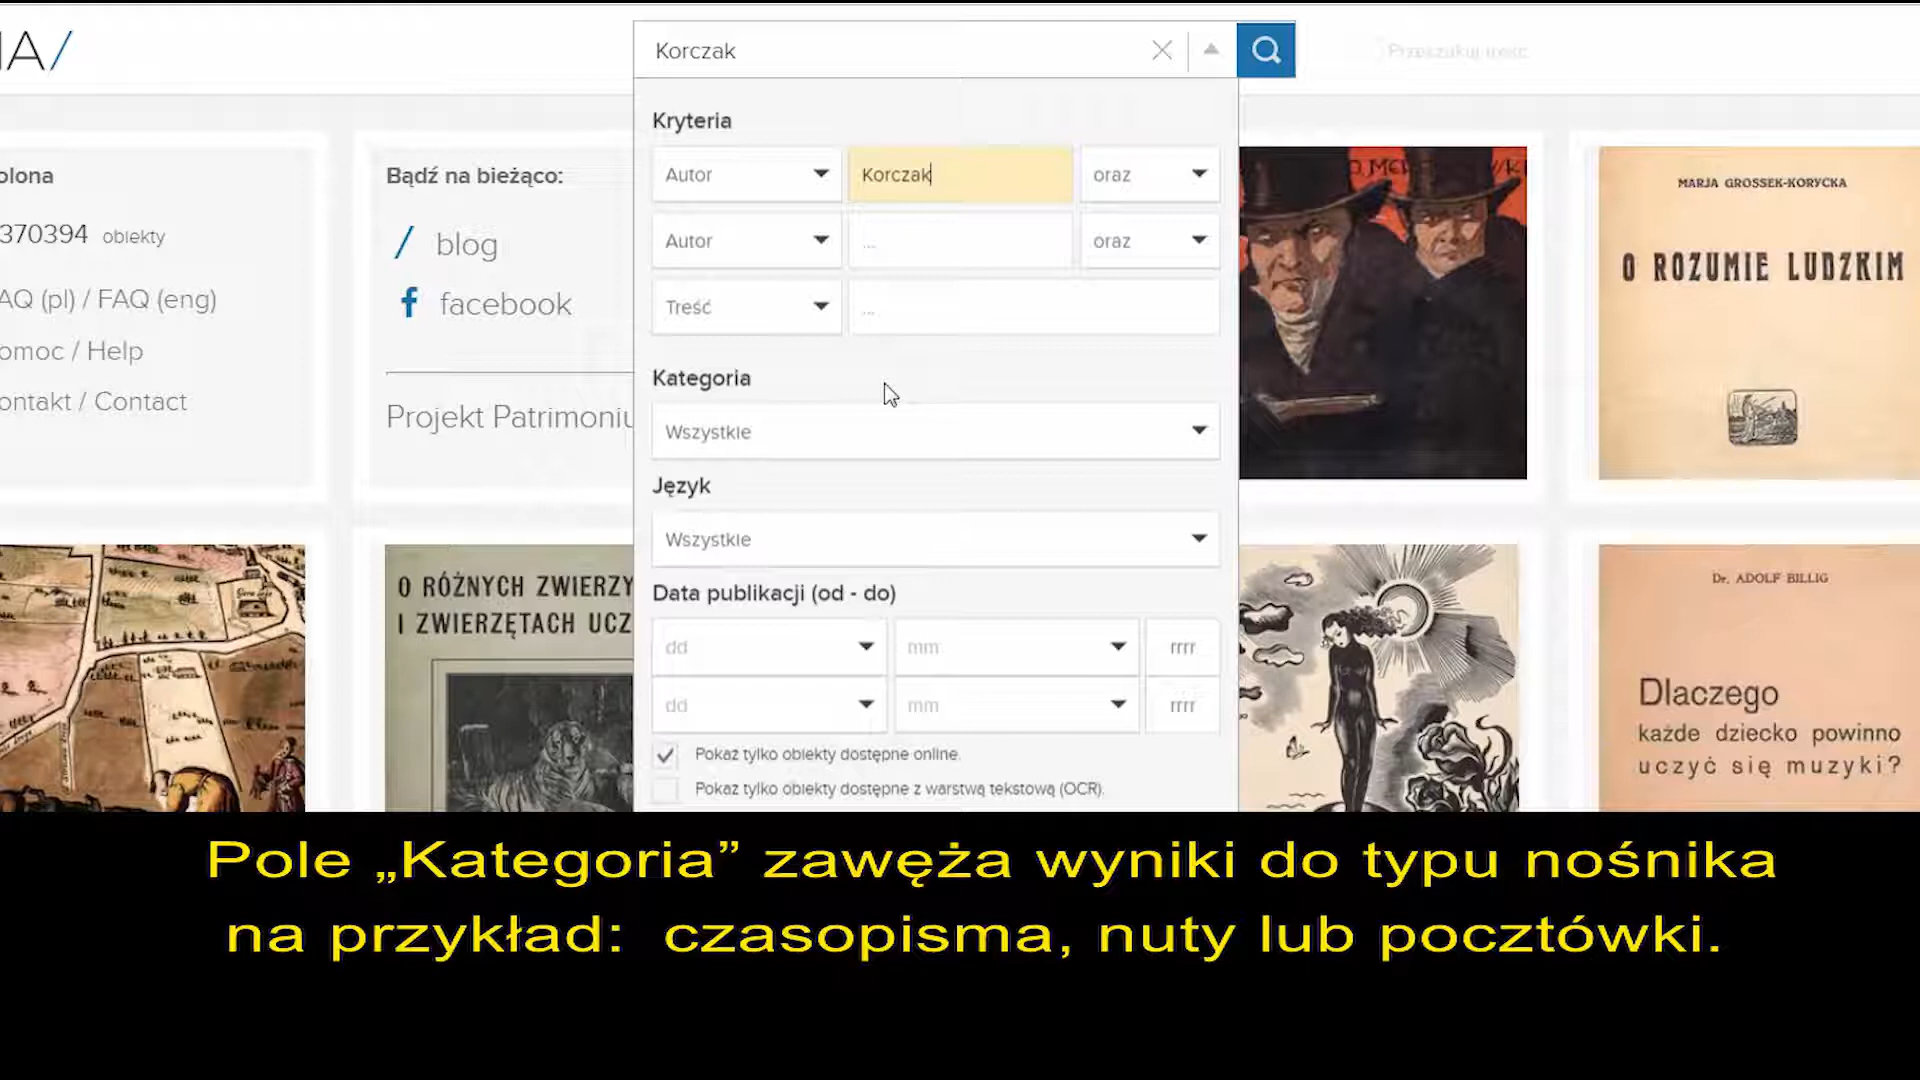 IA/
Korczak
Przeszukuj treść
Kryteria
Autor
Korczak
oraz
Autor
...
oraz
Treść
...
Kategoria
Wszystkie
Język
Wszystkie
Data publikacji (od - do)
dd
mm
rrrr
dd
mm
rrrr
Pokaż tylko obiekty dostępne online.
Pokaż tylko obiekty dostępne z warstwą tekstową (OCR).
olona
370394 obiekty
AQ (pl) / FAQ (eng)
omoc / Help
ontakt / Contact
Bądź na bieżąco:
/ blog
f facebook
Projekt Patrimoniu
MARJA GROSSEK-KORYCKA
O ROZUMIE LUDZKIM
O RÓŻNYCH ZWIERZY
I ZWIERZĘTACH UCZ
Dr. ADOLF BILLIG
Dlaczego
każde dziecko powinno
uczyć się muzyki?
Pole „Kategoria” zawęża wyniki do typu nośnika
na przykład: czasopisma, nuty lub pocztówki.